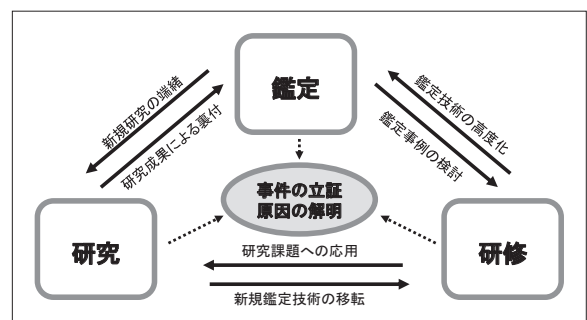 鑑定
新規研究の端緒
研究成果による裏付
鑑定技術の高度化
鑑定事例の検討
事件の立証
原因の解明
研究
研修
研究課題への応用
新規鑑定技術の移転